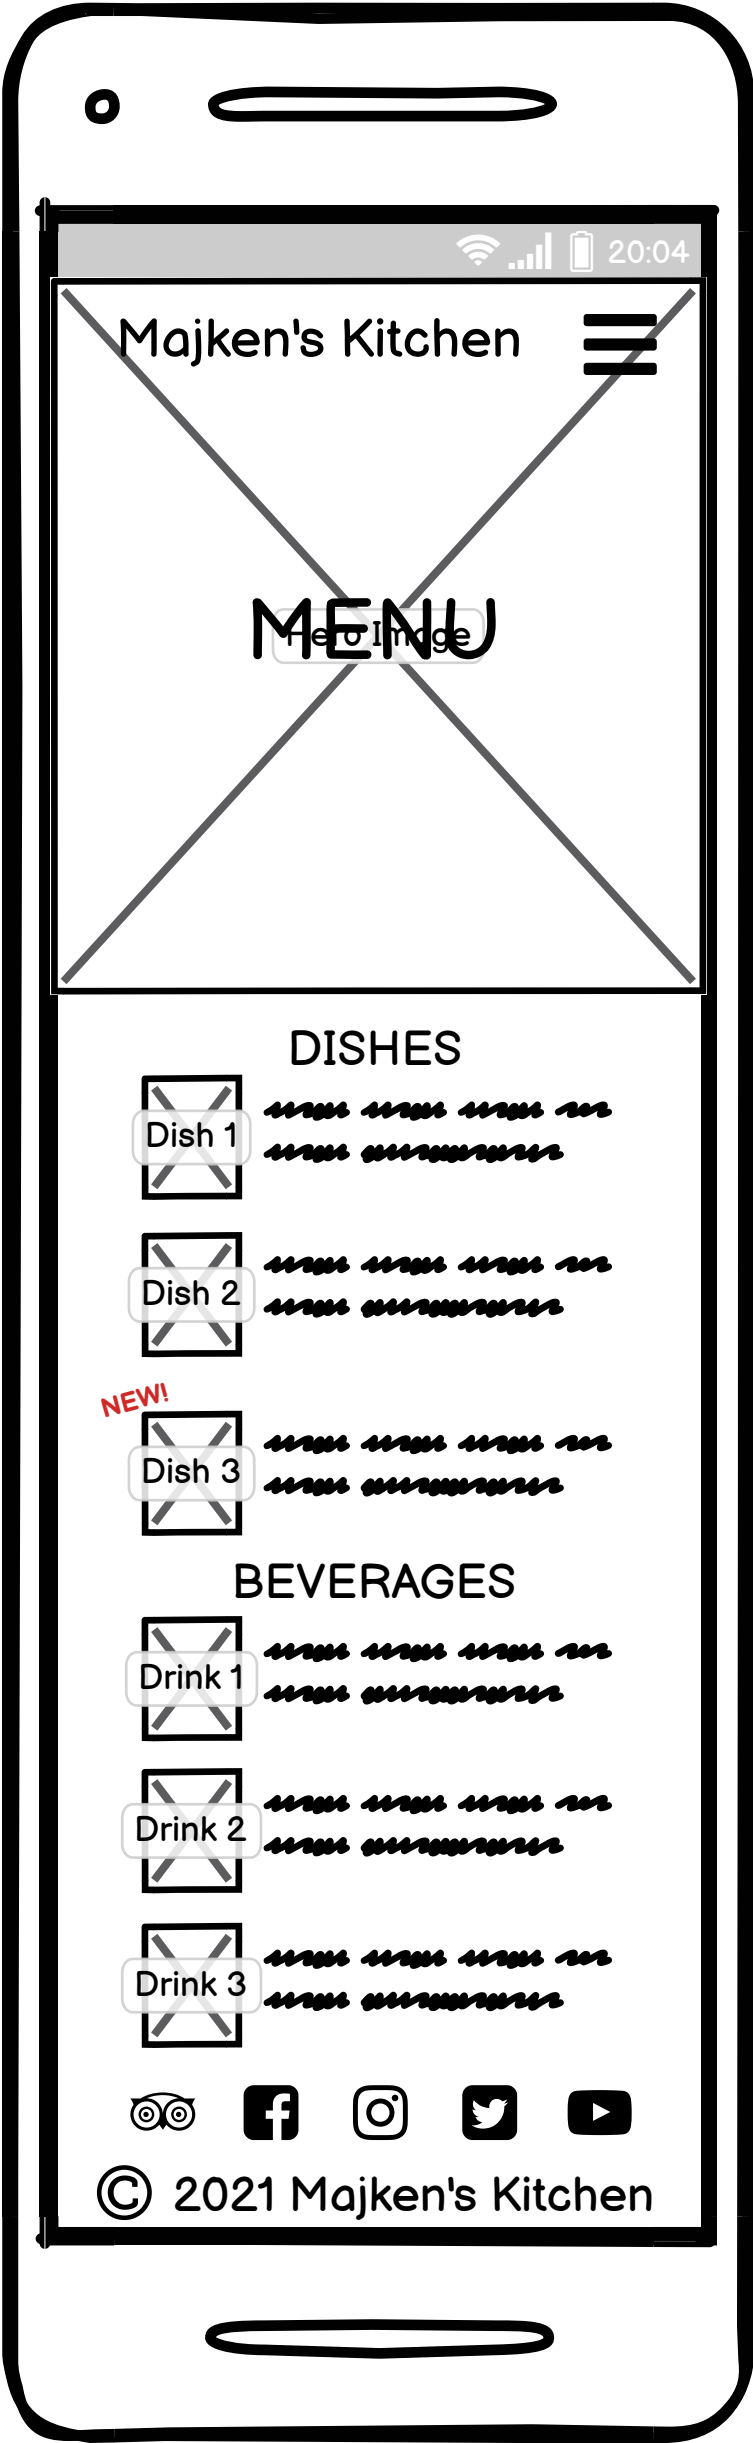 20:04
Majken's Kitchen
MENU
Hero Image
DISHES
Dish 1
Dish 2
NEW!
Dish 3
BEVERAGES
Drink 1
Drink 2
Drink 3
© 2021 Majken's Kitchen